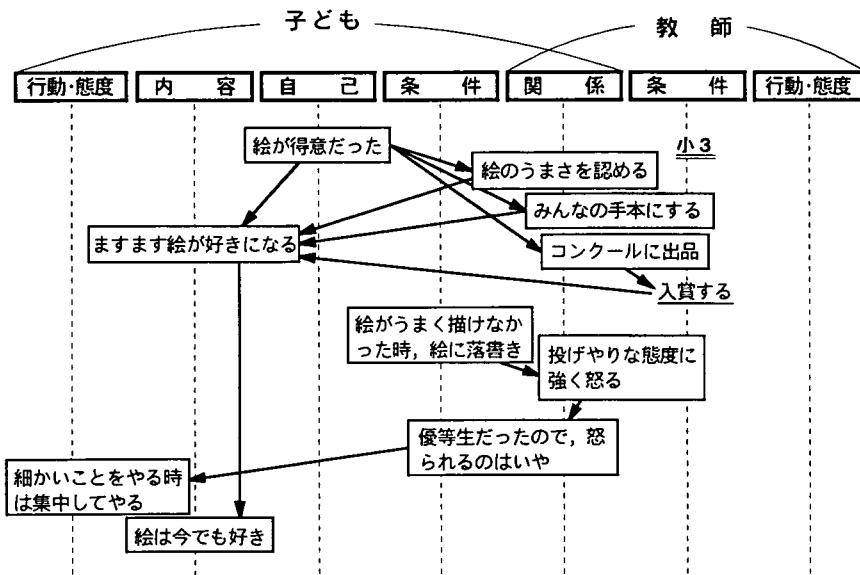 子ども
教師
行動・態度
内容
自己
条件
関係
条件
行動・態度
絵が得意だった
小3
絵のうまさを認める
みんなの手本にする
ますます絵が好きになる
コンクールに出品
入賞する
絵がうまく描けなか
った時，絵に落書き
投げやりな態度に
強く怒る
優等生だったので，怒
られるのはいや
細かいことをやる時
は集中してやる
絵は今でも好き